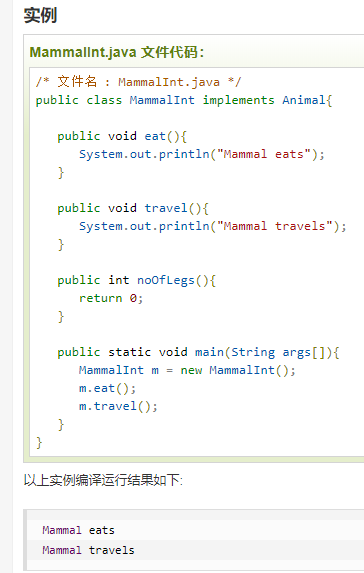 实例
MammalInt.java 文件代码：
/* 文件名 : MammalInt.java */
public class MammalInt implements Animal{
   public void eat(){
      System.out.println("Mammal eats");
   }
   public void travel(){
      System.out.println("Mammal travels");
   }
   public int noOfLegs(){
      return 0;
   }
   public static void main(String args[]){
      MammalInt m = new MammalInt();
      m.eat();
      m.travel();
   }
}
以上实例编译运行结果如下:
Mammal eats
Mammal travels